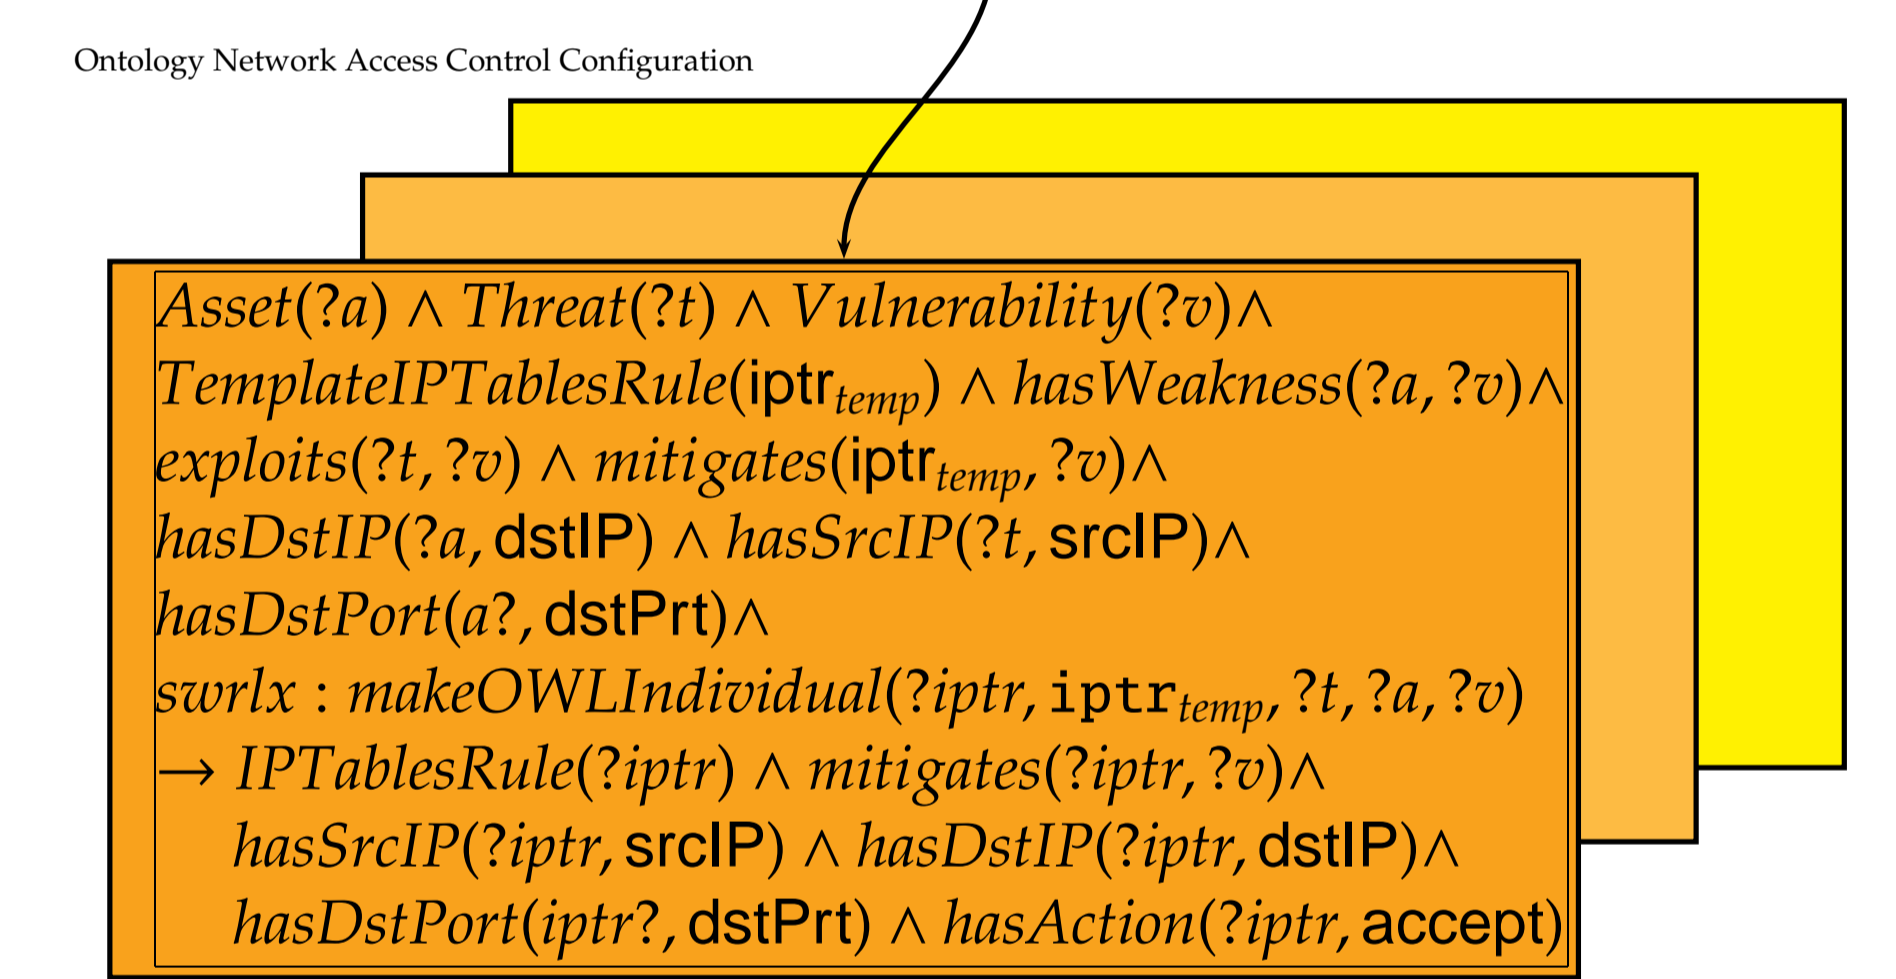 Ontology Network Access Control Configuration
Asset(?a) ∧ Threat(?t) ∧ Vulnerability(?v)∧
TemplateIPTablesRule(iptr_temp) ∧ hasWeakness(?a, ?v)∧
exploits(?t, ?v) ∧ mitigates(iptr_temp, ?v)∧
hasDstIP(?a, dstIP) ∧ hasSrcIP(?t, srcIP)∧
hasDstPort(a?, dstPrt)∧
swrlx : makeOWLIndividual(?iptr, iptr_temp, ?t, ?a, ?v)
→ IPTablesRule(?iptr) ∧ mitigates(?iptr, ?v)∧
hasSrcIP(?iptr, srcIP) ∧ hasDstIP(?iptr, dstIP)∧
hasDstPort(iptr?, dstPrt) ∧ hasAction(?iptr, accept)